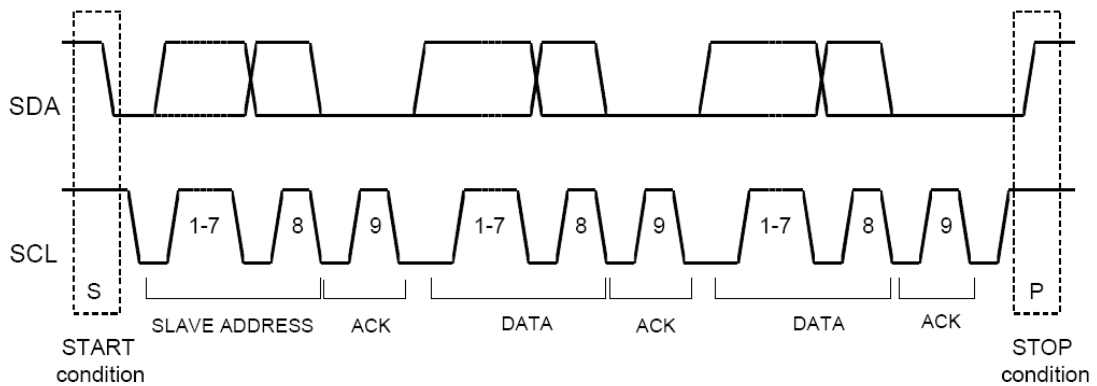 SDA
SCL
1-7 8 9 1-7 8 9 1-7 8 9
S P
SLAVE ADDRESS ACK DATA ACK DATA ACK
START
condition
STOP
condition